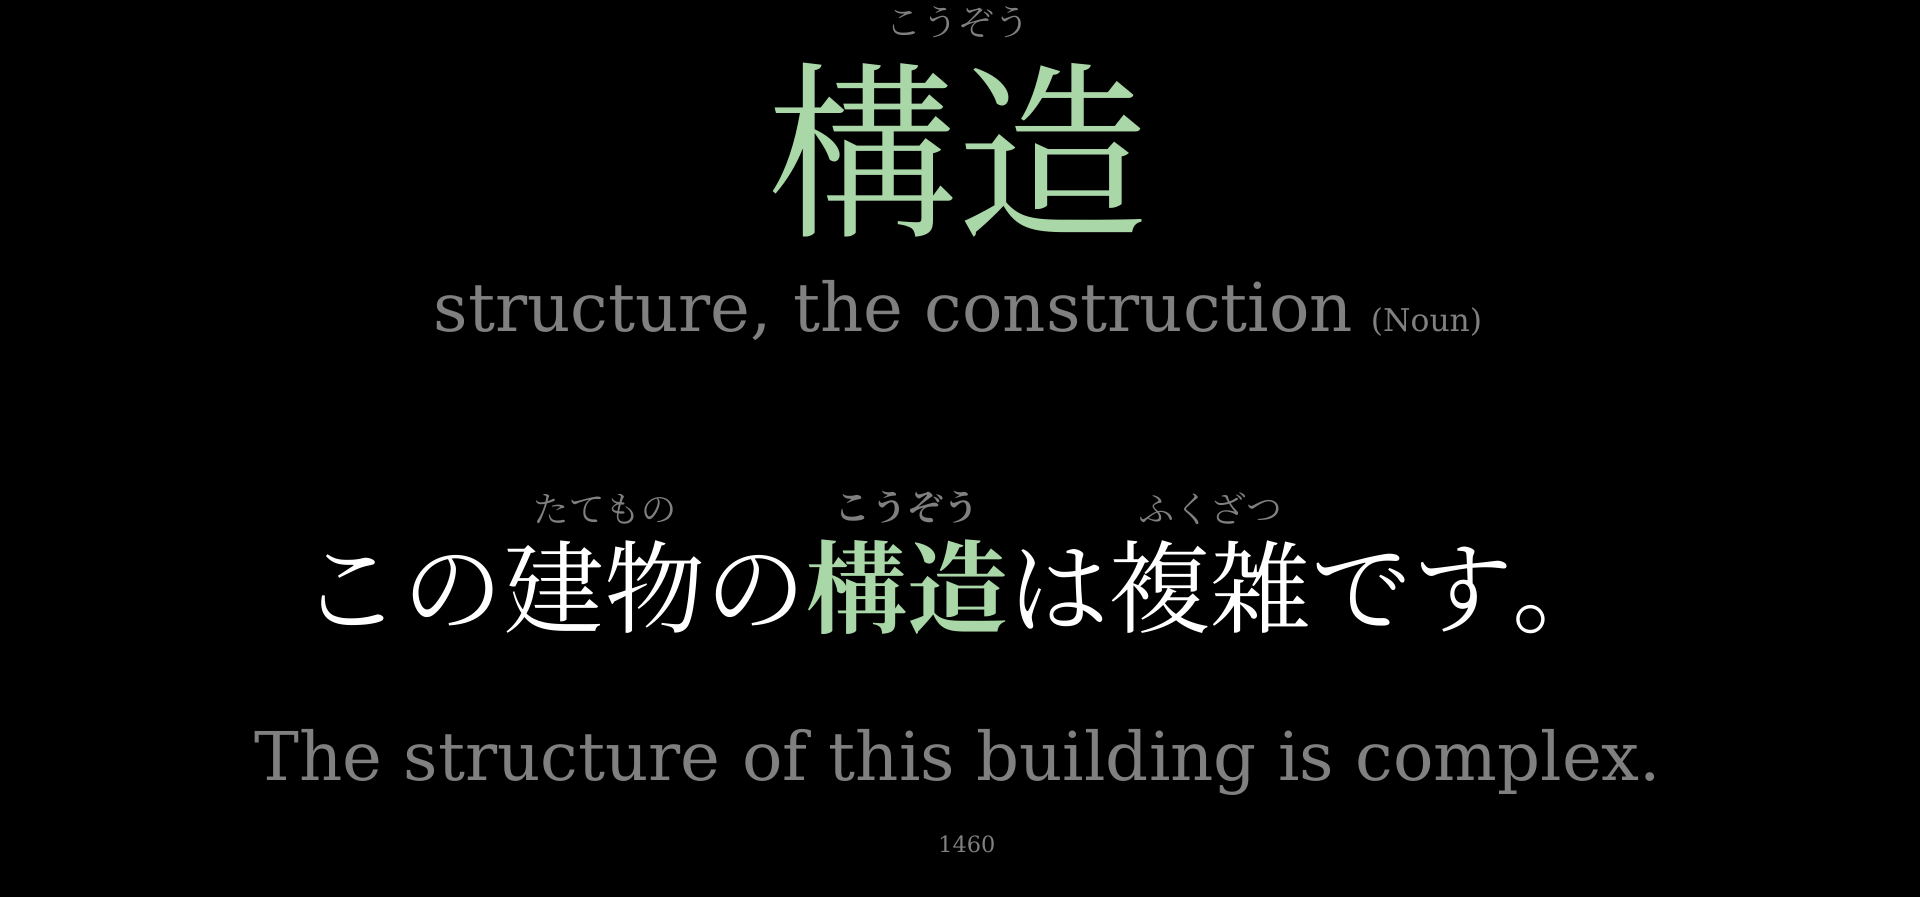 こうぞう
構造
structure, the construction (Noun)
たてもの こうぞう ふくざつ
この建物の構造は複雑です。
The structure of this building is complex.
1460